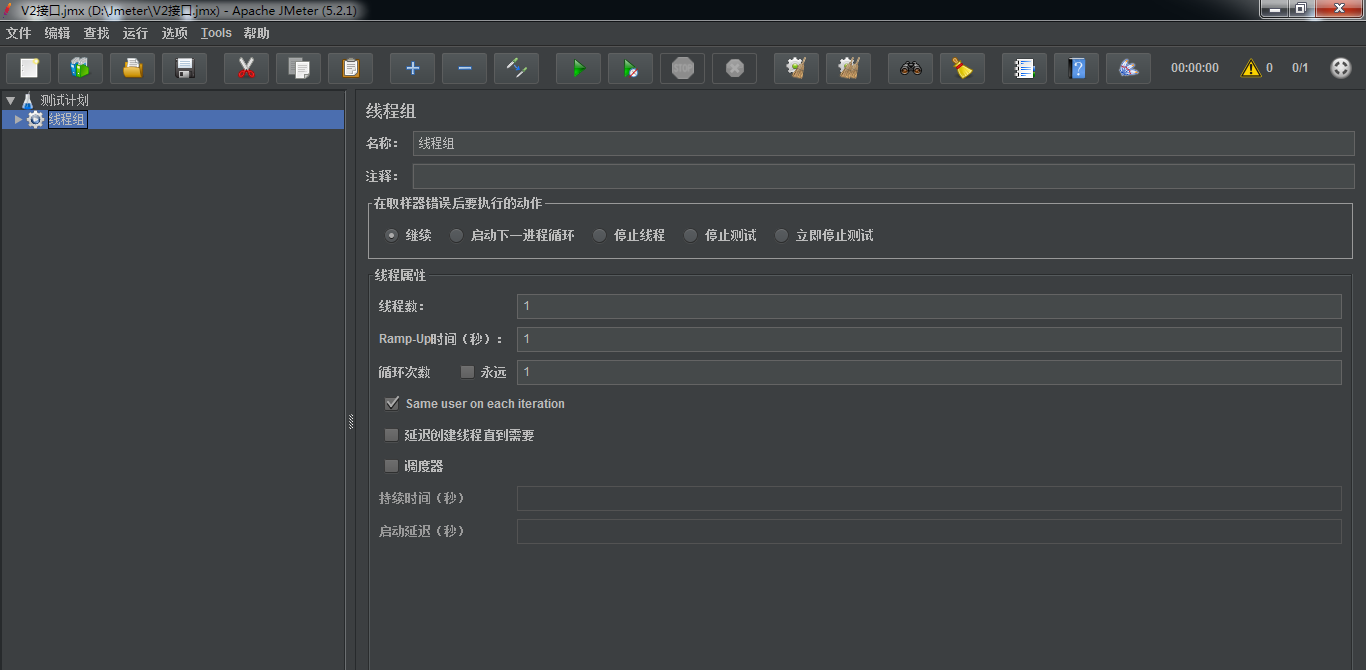 V2接口.jmx (D:\Jmeter\V2接口.jmx) - Apache JMeter (5.2.1)
文件 编辑 查找 运行 选项 Tools 帮助
STOP 00:00:00 0 0/1
测试计划
线程组
线程组
名称： 线程组
注释：
在取样器错误后要执行的动作
继续 启动下一进程循环 停止线程 停止测试 立即停止测试
线程属性
线程数： 1
Ramp-Up时间（秒）： 1
循环次数 永远 1
Same user on each iteration
延迟创建线程直到需要
调度器
持续时间（秒）
启动延迟（秒）